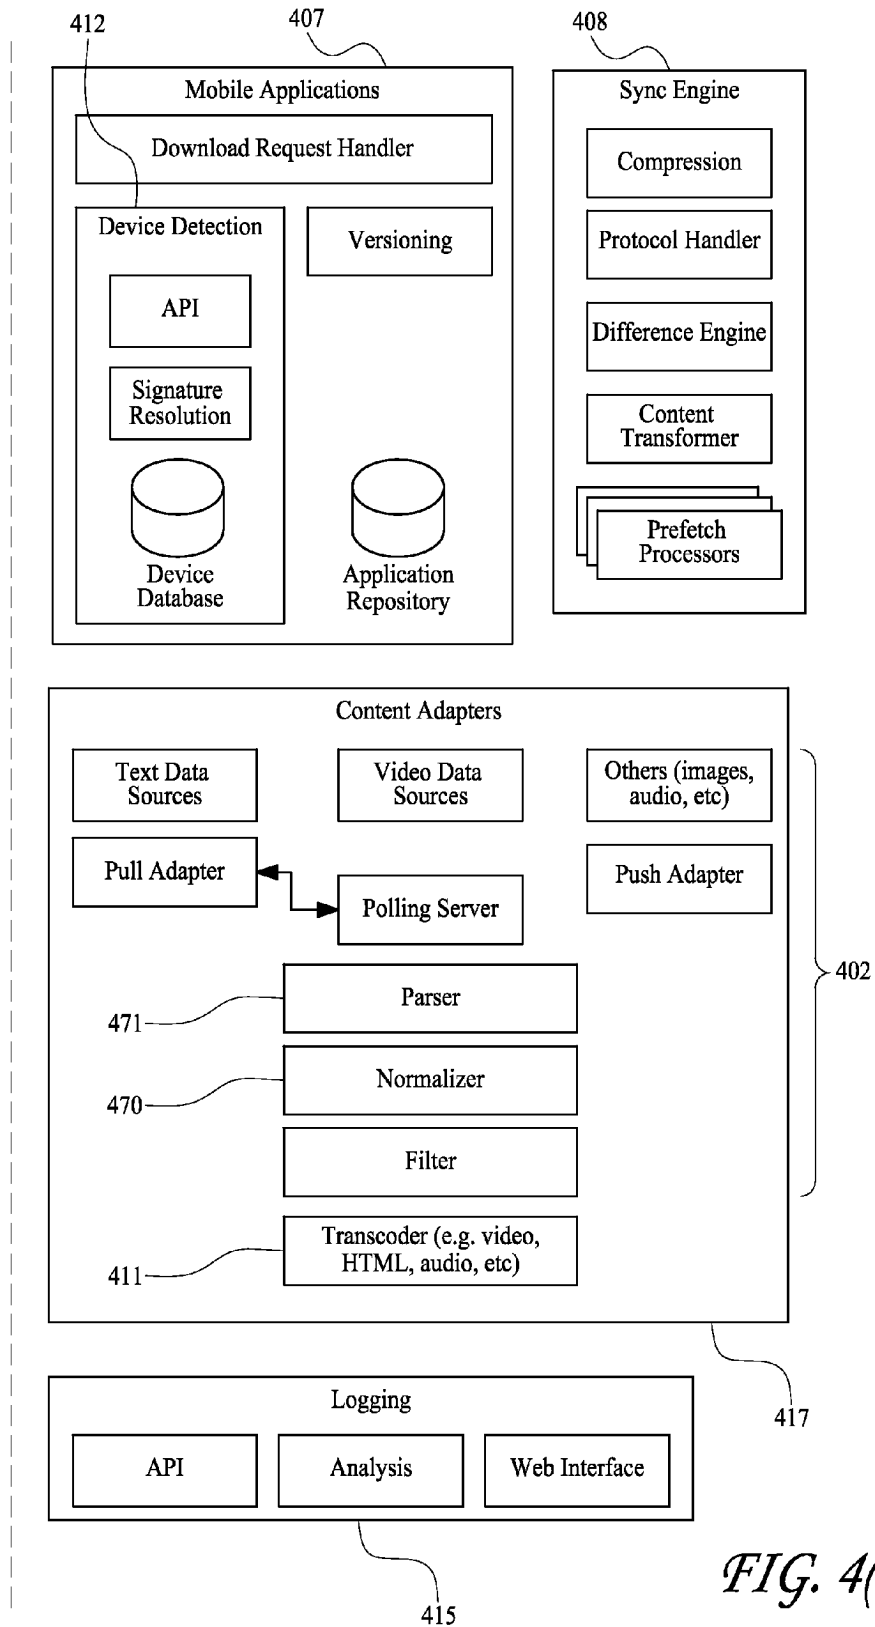 412
407
408
Mobile Applications
Download Request Handler
Device Detection
Versioning
API
Signature
Resolution
Device
Database
Application
Repository
Sync Engine
Compression
Protocol Handler
Difference Engine
Content
Transformer
Prefetch
Processors
Content Adapters
Text Data
Sources
Video Data
Sources
Others (images,
audio, etc)
Pull Adapter
Polling Server
Push Adapter
402
471
Parser
470
Normalizer
Filter
411
Transcoder (e.g. video,
HTML, audio, etc)
417
Logging
API
Analysis
Web Interface
415
FIG. 4(